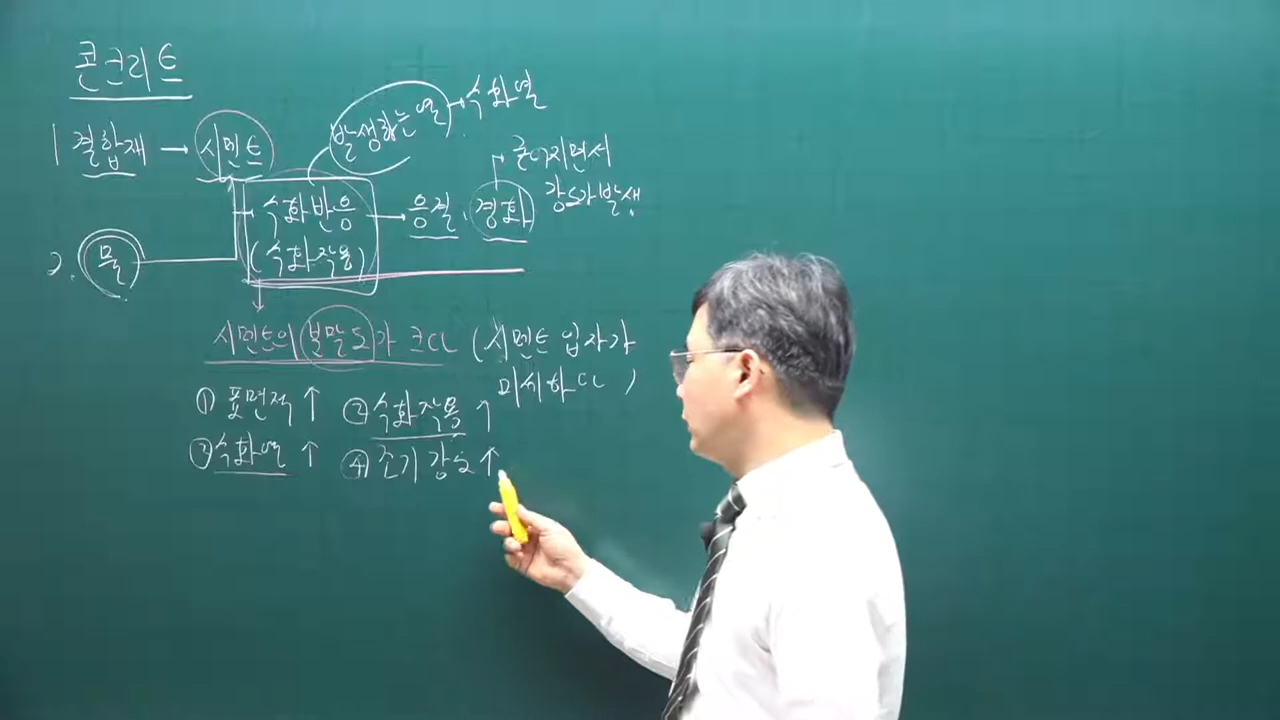 콘크리트
발생하는 열 → 수화열
1 결합재 → 시멘트
굳어지면서
강도가 발생.
수화반응 → 응결, 경화
(수화작용)
2. 물
시멘트의 분말도가 크다 (시멘트 입자가
미세하다)
① 표면적 ↑ ② 수화작용 ↑
③ 수화열 ↑ ④ 조기강도 ↑